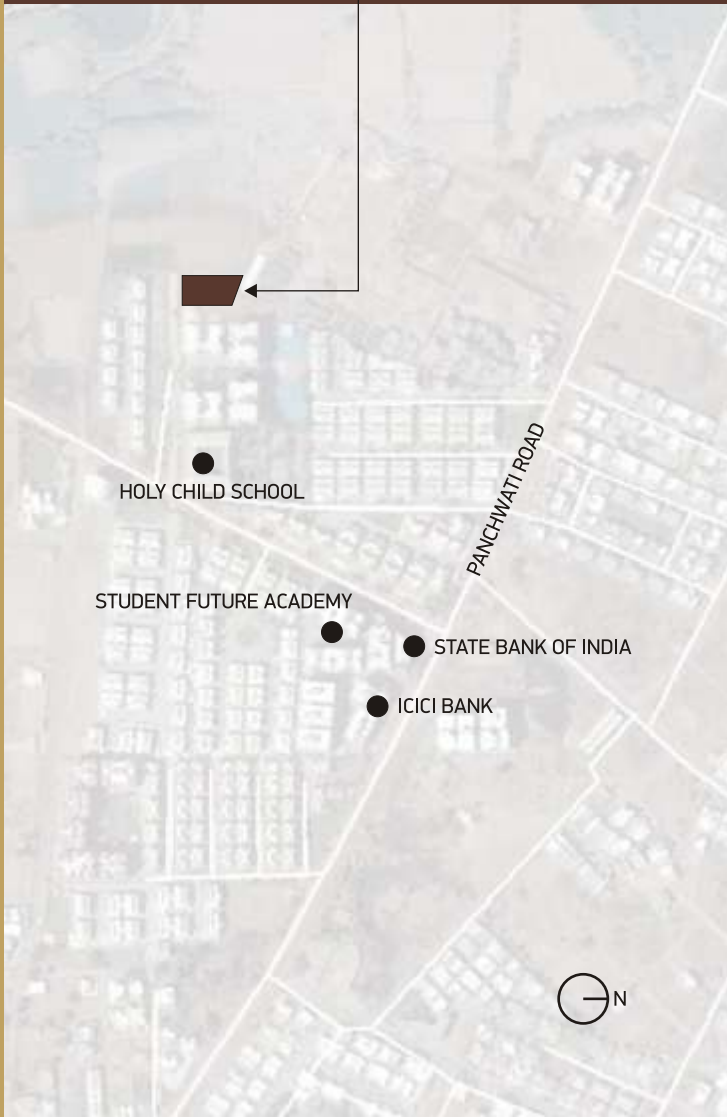 PANCHWATI ROAD
HOLY CHILD SCHOOL
STUDENT FUTURE ACADEMY
STATE BANK OF INDIA
ICICI BANK
N